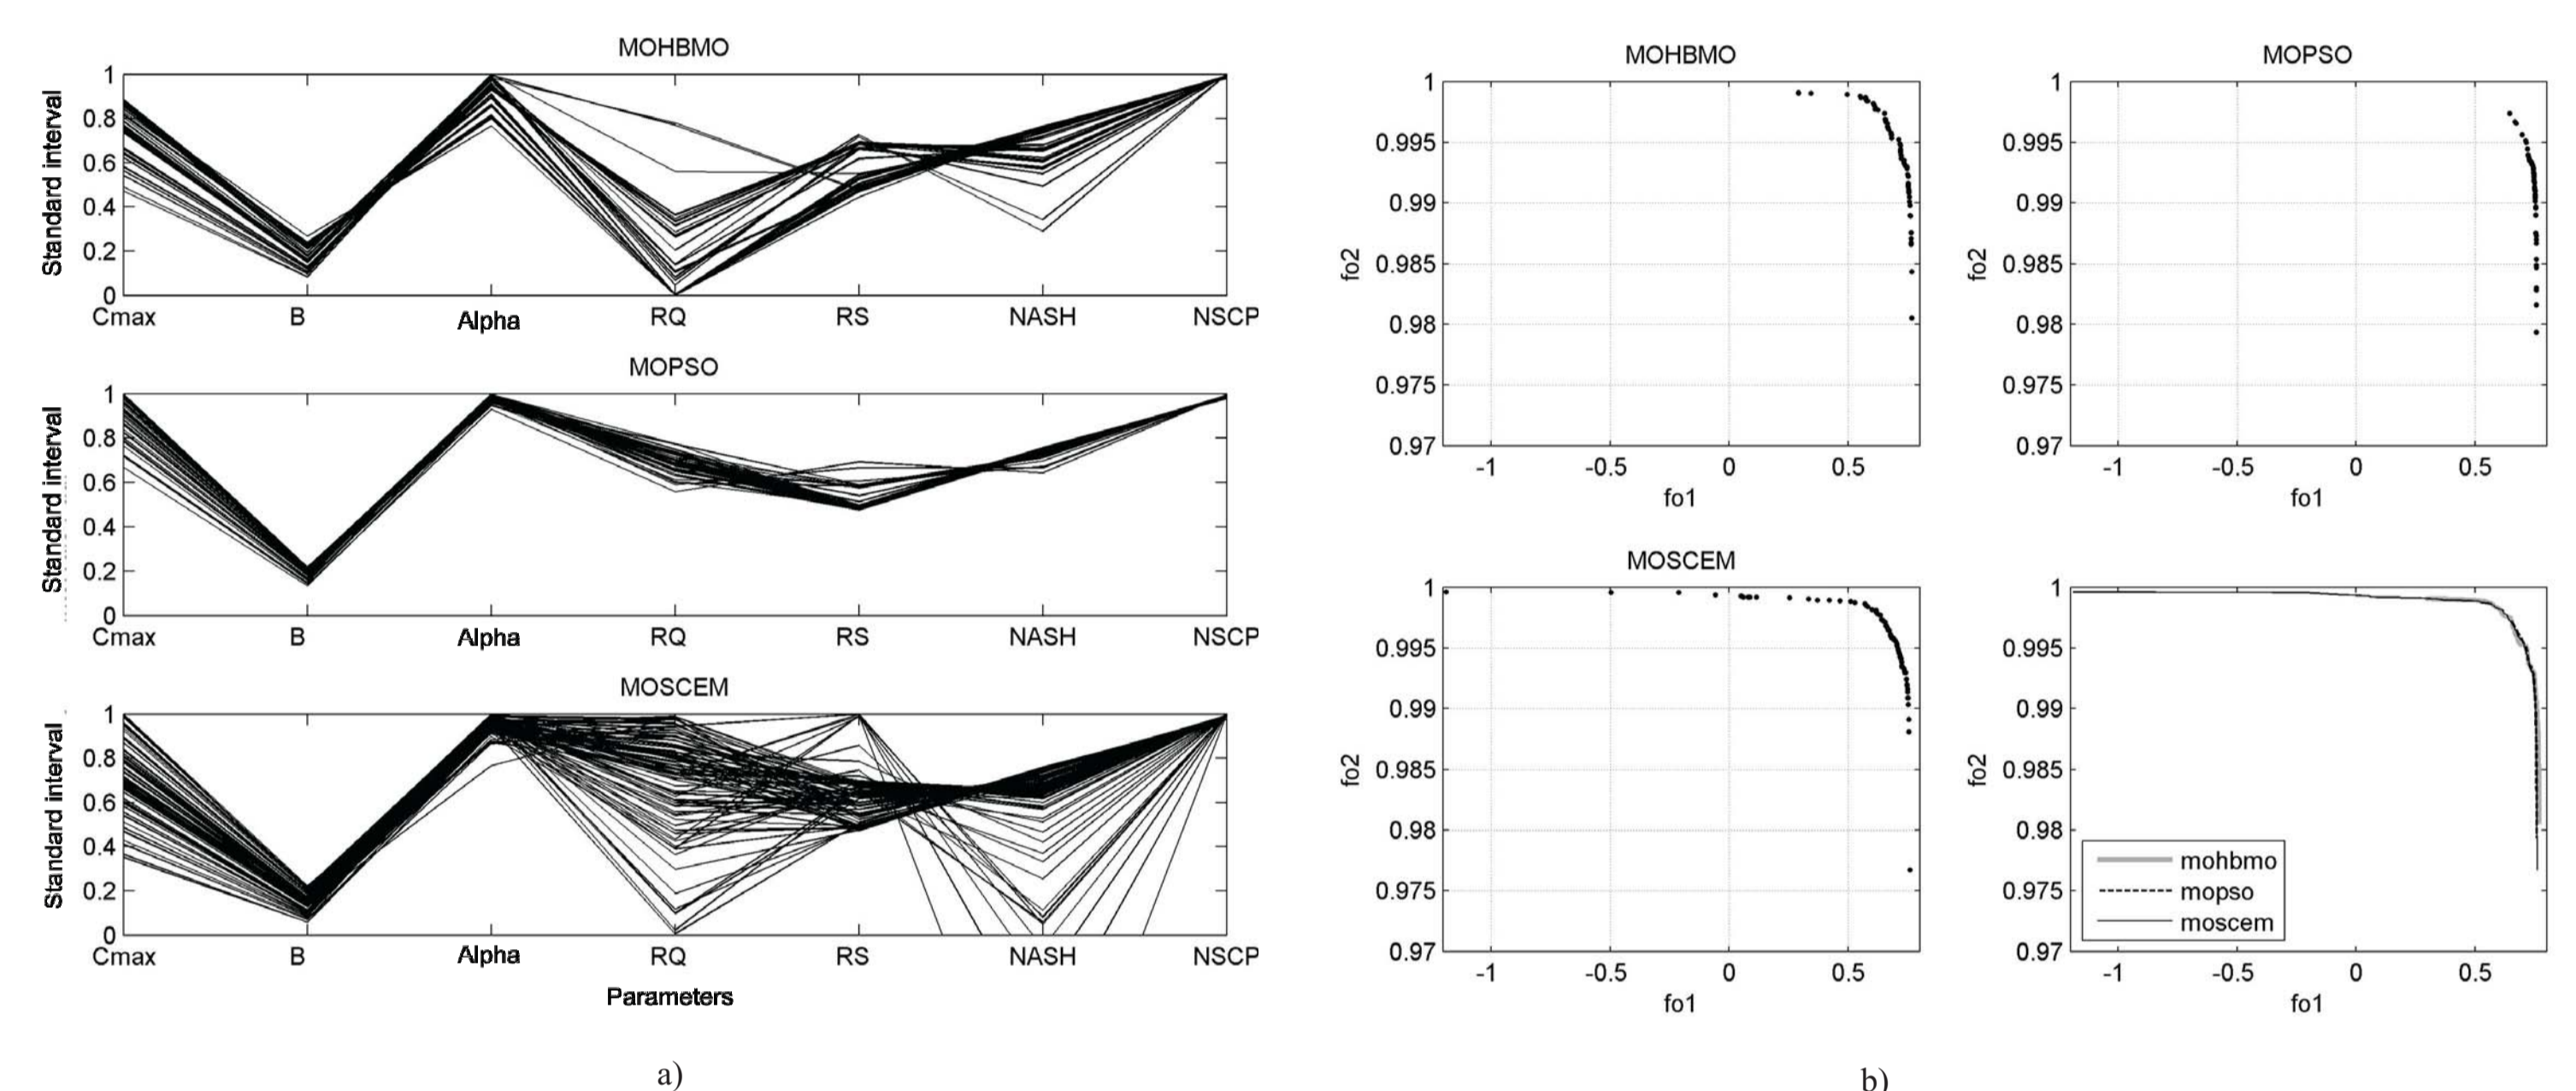 MOHBMO
Standard interval
1
0.8
0.6
0.4
0.2
0
Cmax B Alpha RQ RS NASH NSCP
MOPSO
Standard interval
1
0.8
0.6
0.4
0.2
0
Cmax B Alpha RQ RS NASH NSCP
MOSCEM
Standard interval
1
0.8
0.6
0.4
0.2
0
Cmax B Alpha RQ RS NASH NSCP
Parameters
a)
MOHBMO
fo2
1
0.995
0.99
0.985
0.98
0.975
0.97
-1 -0.5 0 0.5
fo1
MOPSO
fo2
1
0.995
0.99
0.985
0.98
0.975
0.97
-1 -0.5 0 0.5
fo1
MOSCEM
fo2
1
0.995
0.99
0.985
0.98
0.975
0.97
-1 -0.5 0 0.5
fo1
fo2
1
0.995
0.99
0.985
0.98
0.975
0.97
mohbmo
mopso
moscem
-1 -0.5 0 0.5
fo1
b)